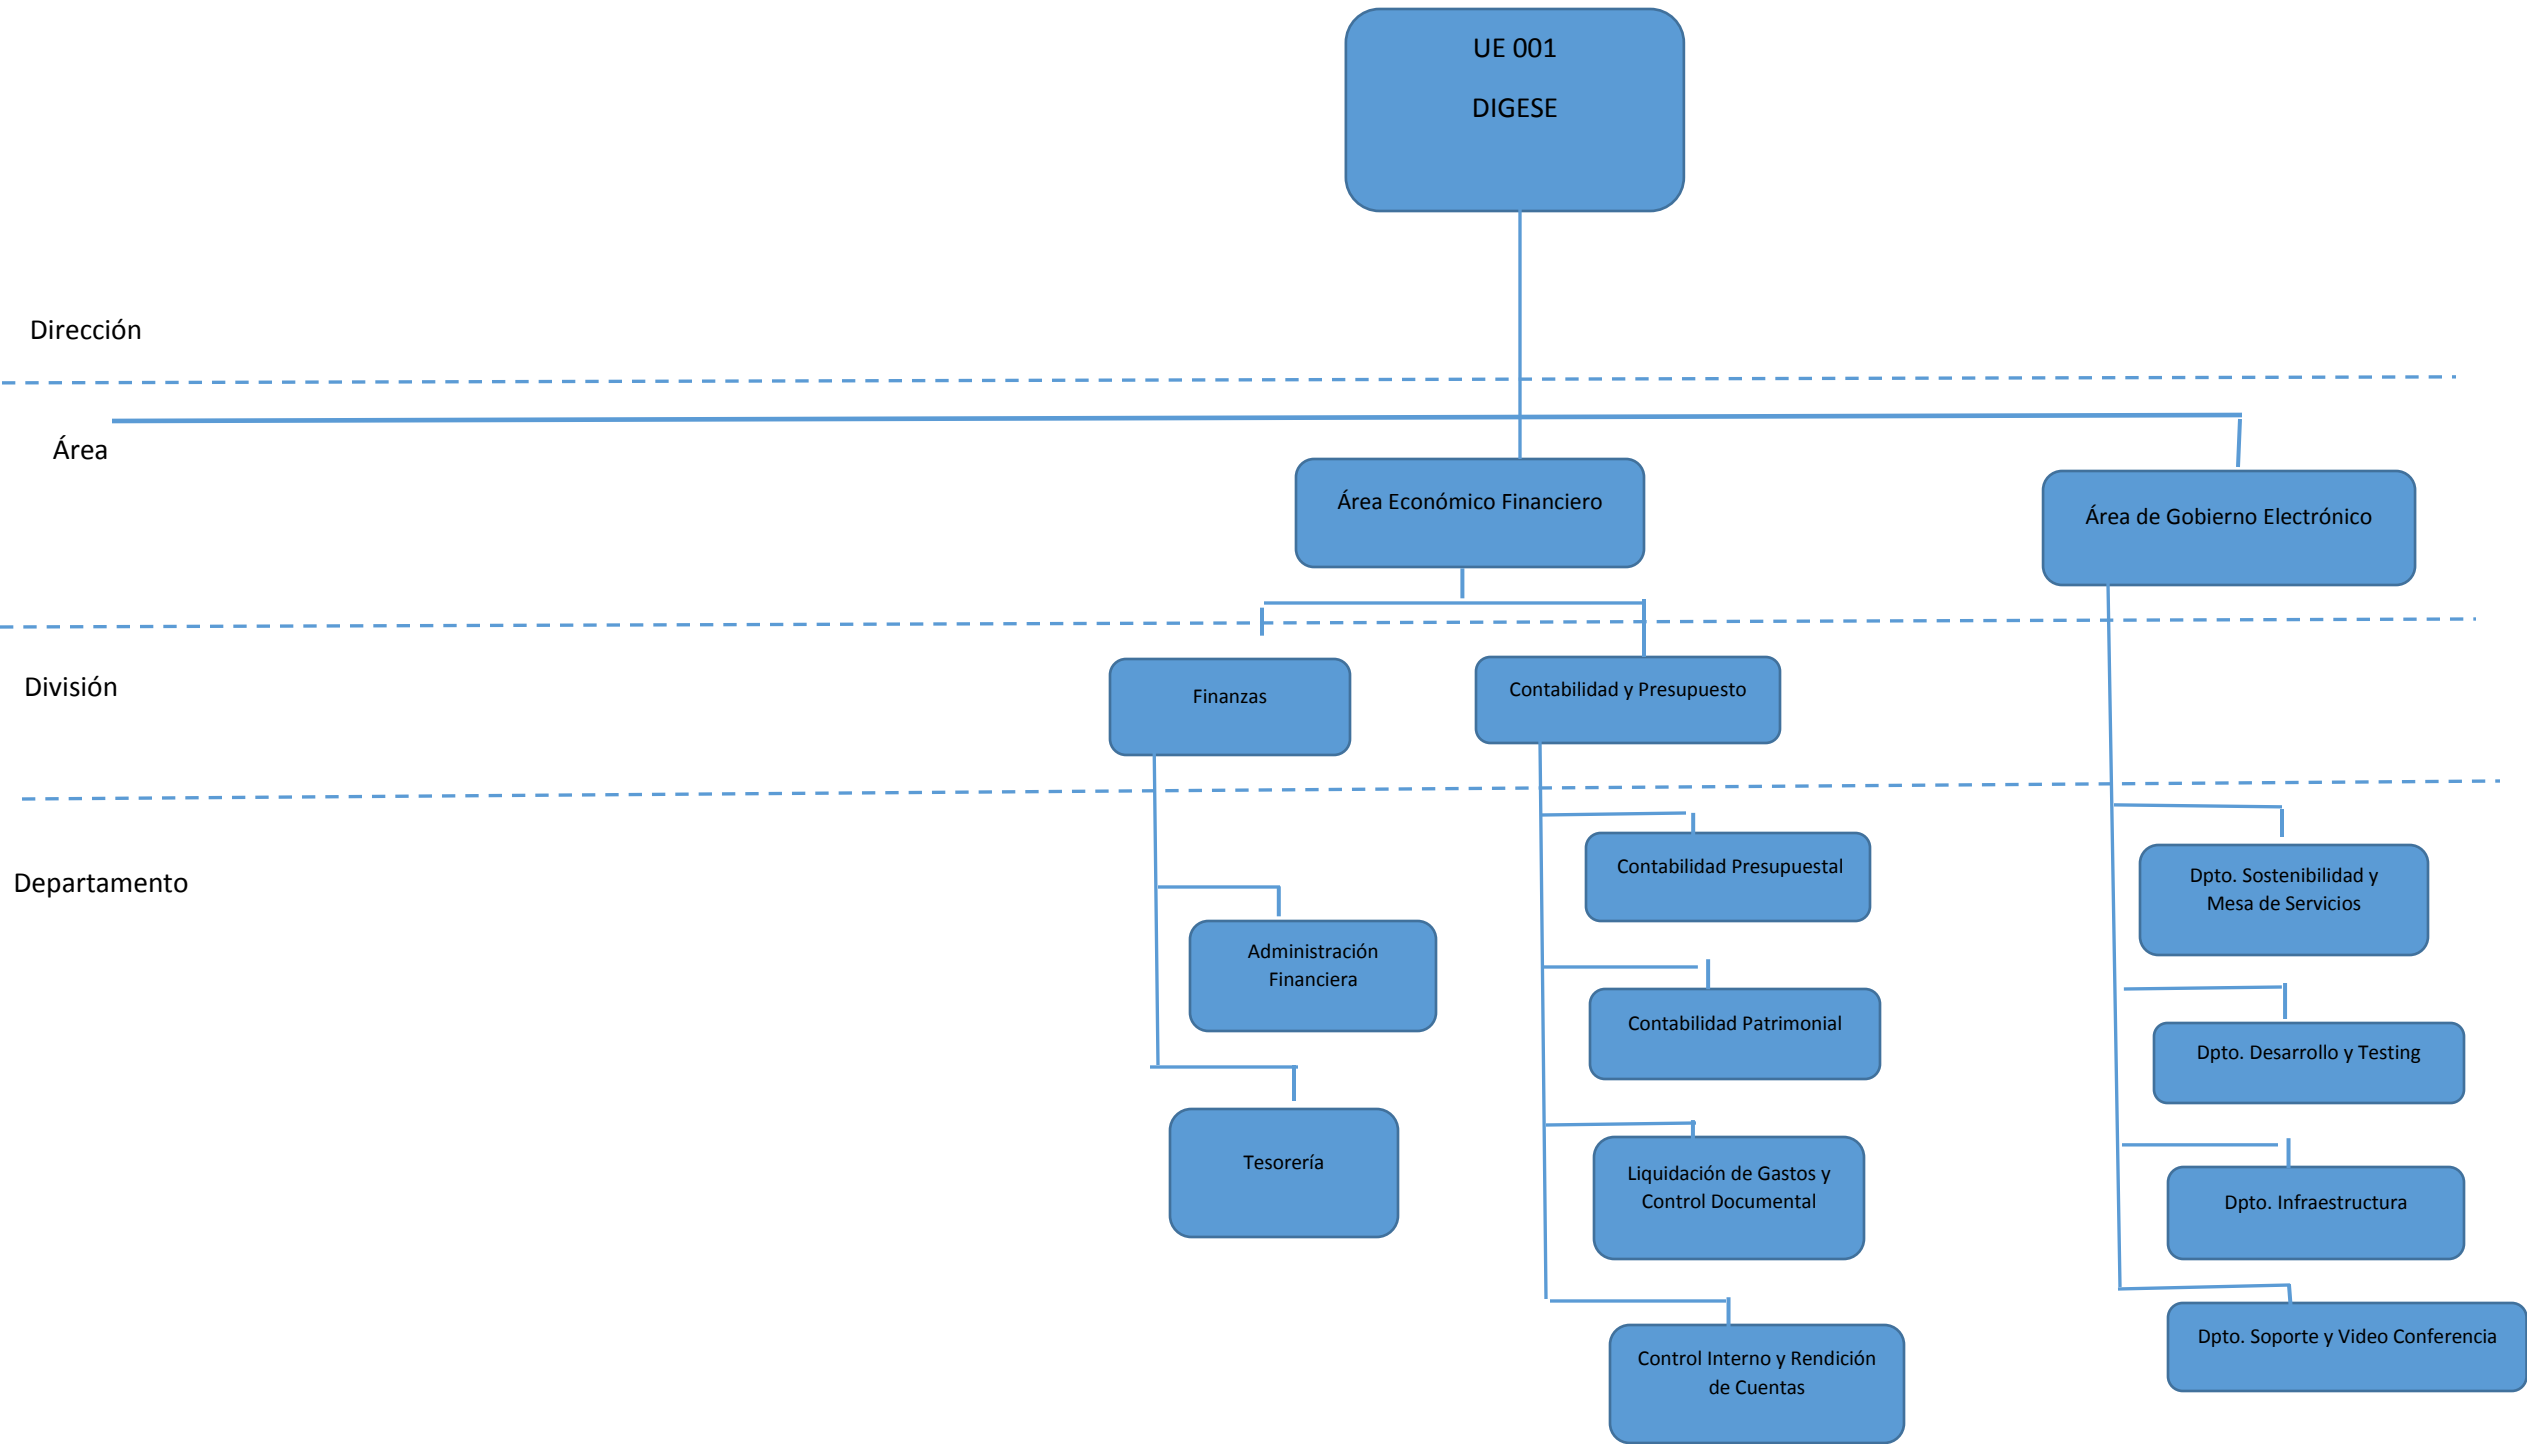 UE 001
DIGESE
Dirección
Área
Área Económico Financiero
Área de Gobierno Electrónico
División
Finanzas
Contabilidad y Presupuesto
Departamento
Administración
Financiera
Tesorería
Contabilidad Presupuestal
Contabilidad Patrimonial
Liquidación de Gastos y
Control Documental
Control Interno y Rendición
de Cuentas
Dpto. Sostenibilidad y
Mesa de Servicios
Dpto. Desarrollo y Testing
Dpto. Infraestructura
Dpto. Soporte y Video Conferencia